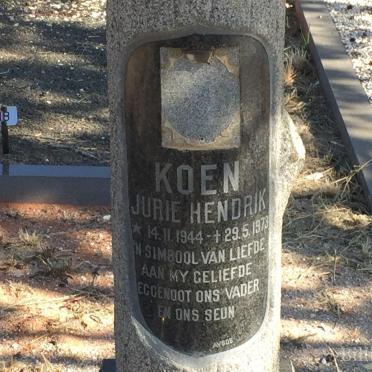 KOEN
JURIE HENDRIK
* 14.11.1944 - + 29.5.1973
'N SIMBOOL VAN LIEFDE
AAN MY GELIEFDE
EGGENOOT ONS VADER
EN ONS SEUN
AVBOB